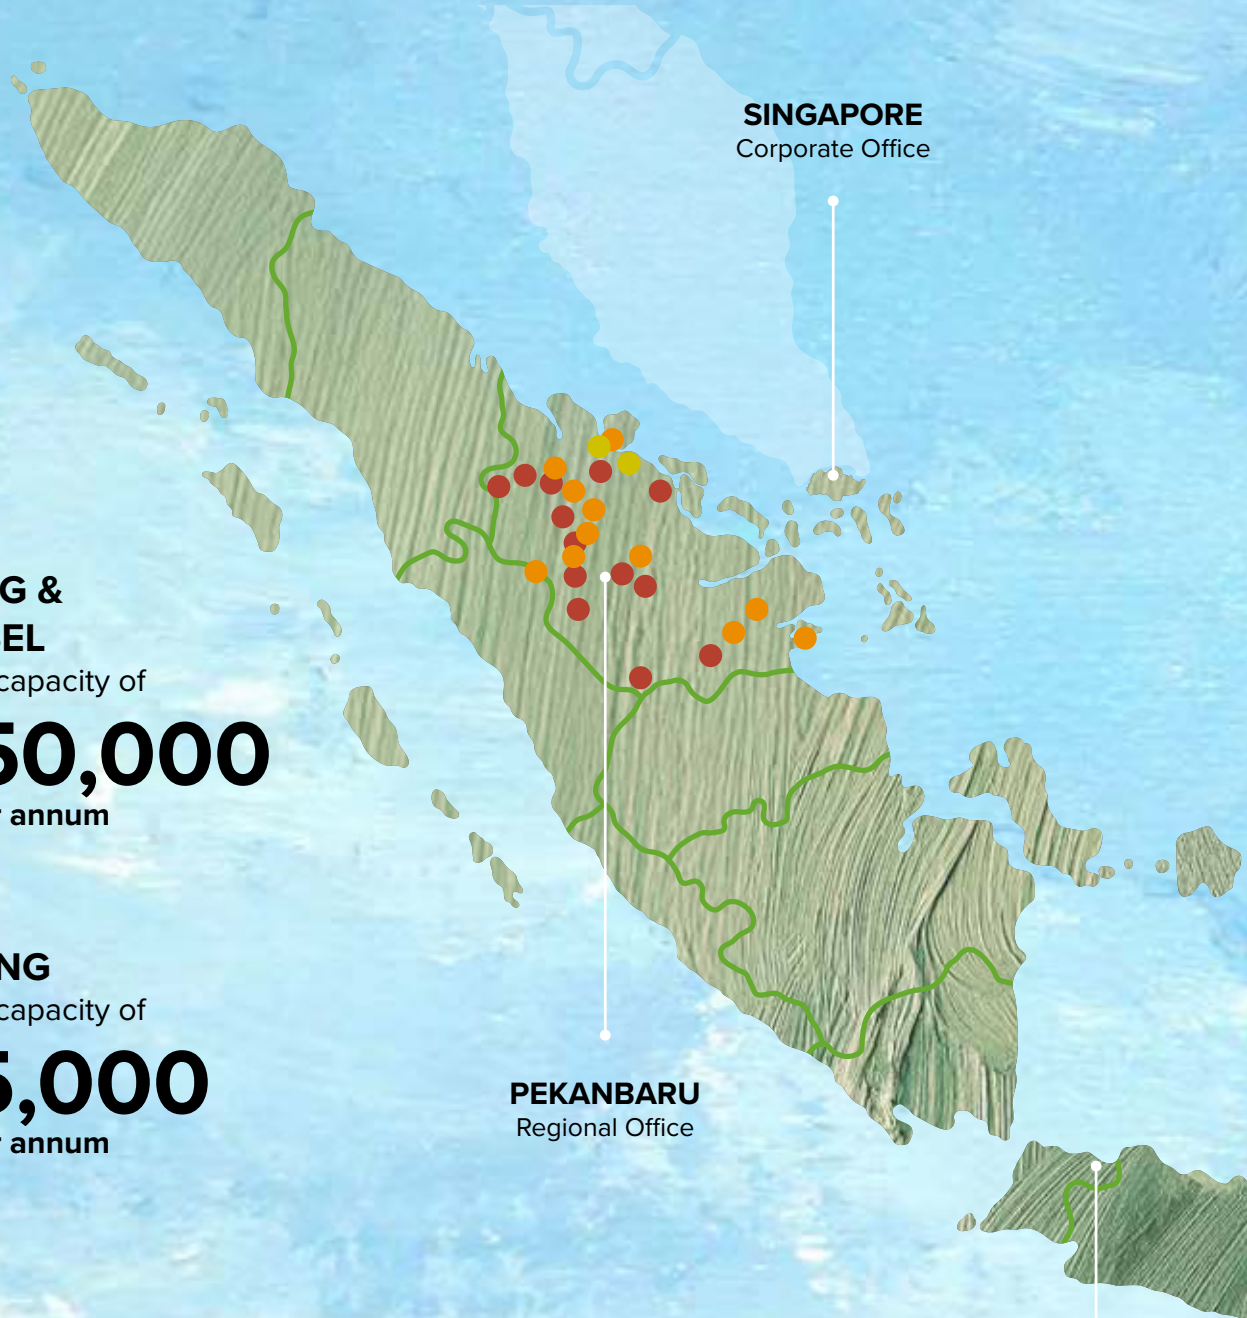 SINGAPORE
Corporate Office
G &
EL
capacity of
50,000
annum
NG
capacity of
5,000
annum
PEKANBARU
Regional Office